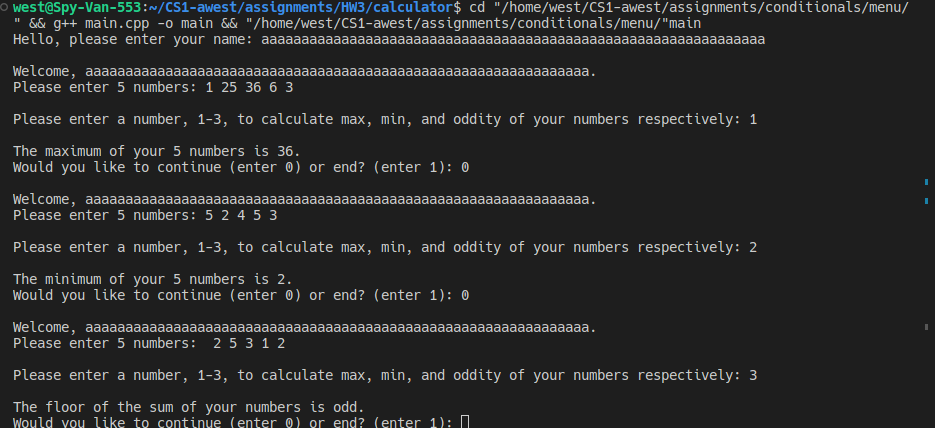 west@Spy-Van-553:~/CS1-awest/assignments/HW3/calculator$ cd "/home/west/CS1-awest/assignments/conditionals/menu/
" && g++ main.cpp -o main && "/home/west/CS1-awest/assignments/conditionals/menu/"main
Hello, please enter your name: aaaaaaaaaaaaaaaaaaaaaaaaaaaaaaaaaaaaaaaaaaaaaaaaaaaaaaaaaaaaaaa
Welcome, aaaaaaaaaaaaaaaaaaaaaaaaaaaaaaaaaaaaaaaaaaaaaaaaaaaaaaaaaaaaaaa.
Please enter 5 numbers: 1 25 36 6 3
Please enter a number, 1-3, to calculate max, min, and oddity of your numbers respectively: 1
The maximum of your 5 numbers is 36.
Would you like to continue (enter 0) or end? (enter 1): 0
Welcome, aaaaaaaaaaaaaaaaaaaaaaaaaaaaaaaaaaaaaaaaaaaaaaaaaaaaaaaaaaaaaaa.
Please enter 5 numbers: 5 2 4 5 3
Please enter a number, 1-3, to calculate max, min, and oddity of your numbers respectively: 2
The minimum of your 5 numbers is 2.
Would you like to continue (enter 0) or end? (enter 1): 0
Welcome, aaaaaaaaaaaaaaaaaaaaaaaaaaaaaaaaaaaaaaaaaaaaaaaaaaaaaaaaaaaaaaa.
Please enter 5 numbers:  2 5 3 1 2
Please enter a number, 1-3, to calculate max, min, and oddity of your numbers respectively: 3
The floor of the sum of your numbers is odd.
Would you like to continue (enter 0) or end? (enter 1):